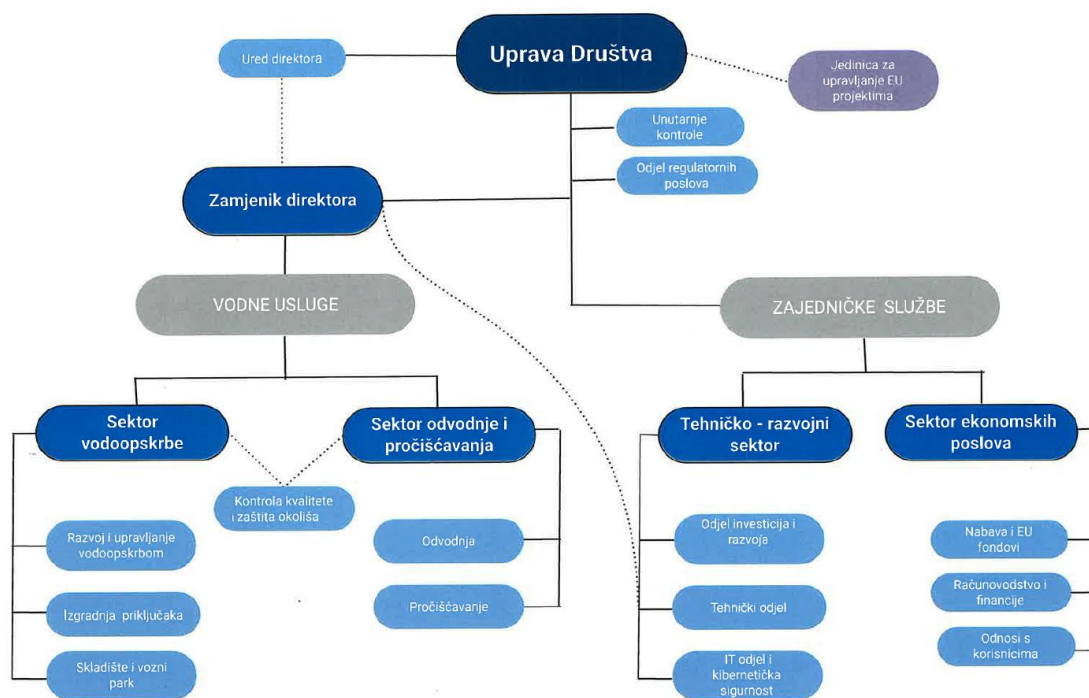 Uprava Društva
Ured direktora
Jedinica za
upravljanje EU
projektima
Unutarnje
kontrole
Odjel regulatornih
poslova
Zamjenik direktora
VODNE USLUGE
ZAJEDNIČKE SLUŽBE
Sektor
vodoopskrbe
Sektor odvodnje i
pročišćavanja
Tehničko - razvojni
sektor
Sektor ekonomskih
poslova
Kontrola kvalitete
i zaštita okoliša
Razvoj i upravljanje
vodoopskrbom
Izgradnja priključaka
Skladište i vozni
park
Odvodnja
Pročišćavanje
Odjel investicija i
razvoja
Tehnički odjel
IT odjel i
kibernetička
sigurnost
Nabava i EU
fondovi
Računovodstvo i
financije
Odnosi s
korisnicima